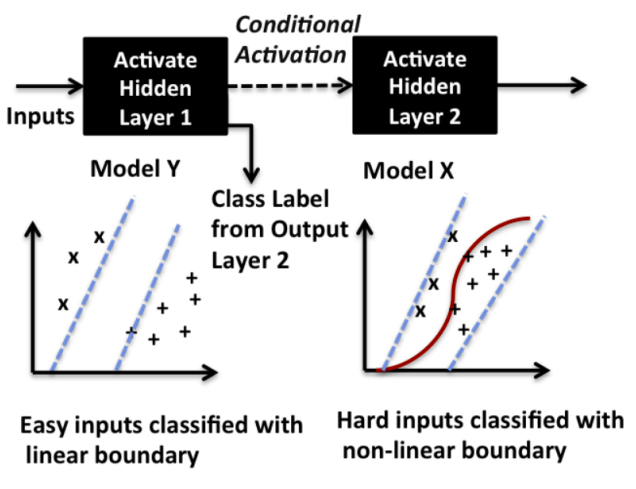 Conditional
Activation
Activate
Hidden
Layer 1
Activate
Hidden
Layer 2
Inputs
Model Y
Model X
Class Label
from Output
Layer 2
Easy inputs classified with
linear boundary
Hard inputs classified with
non-linear boundary